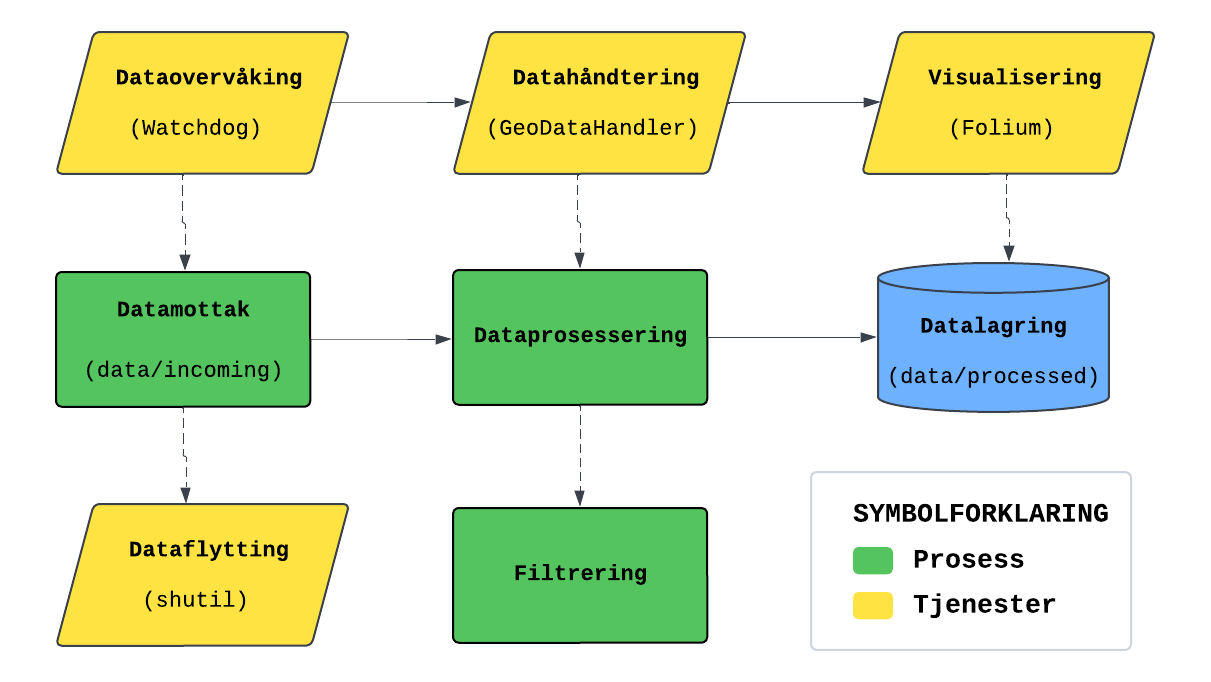 Dataovervåking
(Watchdog)
Datahåndtering
(GeoDataHandler)
Visualisering
(Folium)
Datamottak
(data/incoming)
Dataprosessering
Datalagring
(data/processed)
Dataflytting
(shutil)
Filtrering
SYMBOLFORKLARING
Prosess
Tjenester